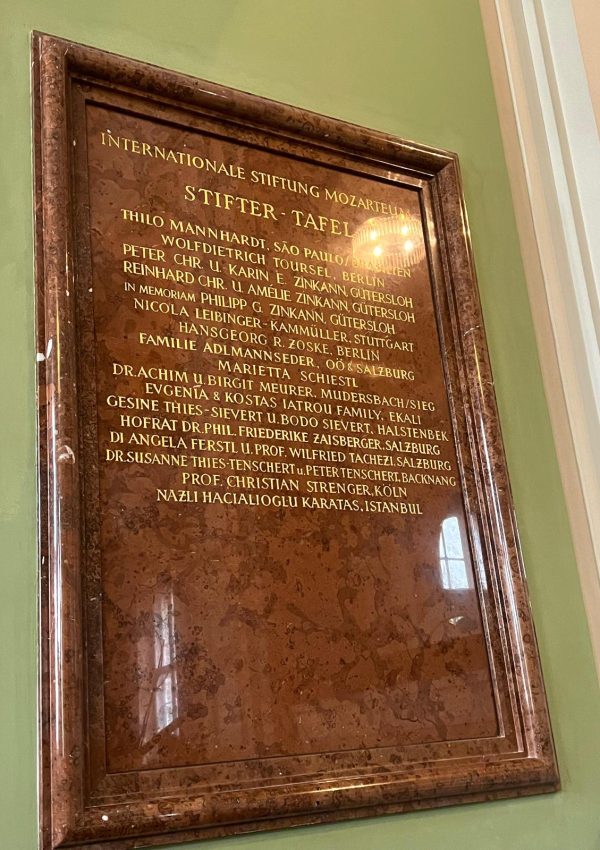 INTERNATIONALE STIFTUNG MOZARTEUM
STIFTER - TAFEL
THILO MANNHARDT, SÃO PAULO/BRASILIEN
WOLFDIETRICH TOURSEL, BERLIN
PETER CHR. U. KARIN E. ZINKANN, GÜTERSLOH
REINHARD CHR. U. AMÉLIE ZINKANN, GÜTERSLOH
IN MEMORIAM PHILIPP G. ZINKANN, GÜTERSLOH
NICOLA LEIBINGER-KAMMÜLLER, STUTTGART
HANSGEORG R. ZOSKE, BERLIN
FAMILIE ADLMANNSEDER, OÖ & SALZBURG
MARIETTA SCHIESTL
DR. ACHIM U. BIRGIT MEURER, MUDERSBACH/SIEG
EVGENIA & KOSTAS IATROU FAMILY, EKALI
GESINE THIES-SIEVERT U. BODO SIEVERT, HALSTENBEK
HOFRAT DR. PHIL. FRIEDERIKE ZAISBERGER, SALZBURG
DI ANGELA FERSTL U. PROF. WILFRIED TACHEZI, SALZBURG
DR. SUSANNE THIES-TENSCHERT u. PETER TENSCHERT, BACKNANG
PROF. CHRISTIAN STRENGER, KÖLN
NAZLI HACIALIOGLU KARATAS, ISTANBUL